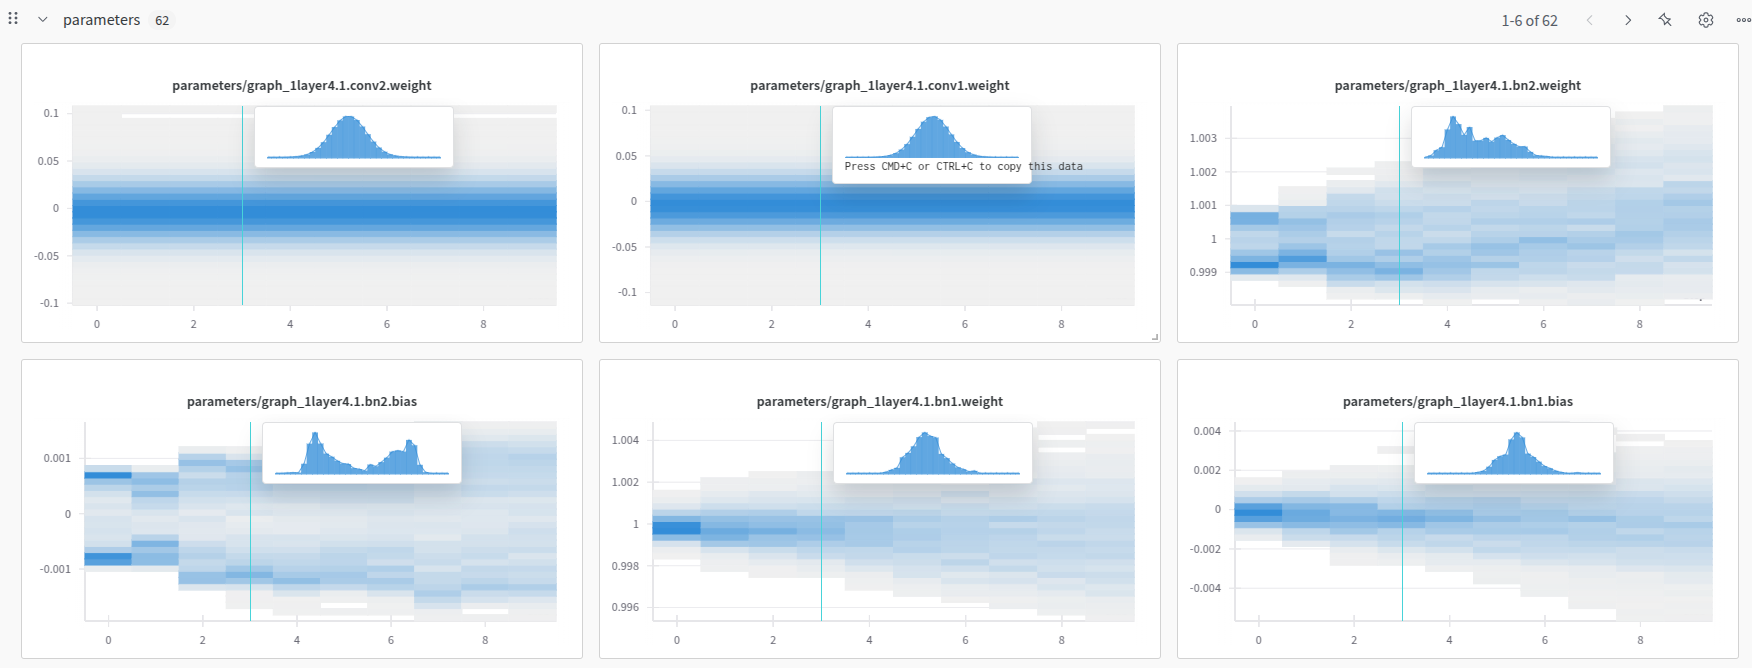 parameters 62
1-6 of 62
parameters/graph_1layer4.1.conv2.weight
0.1
0.05
0
-0.05
-0.1
0 2 4 6 8
parameters/graph_1layer4.1.conv1.weight
0.1
0.05
0
-0.05
-0.1
0 2 4 6 8
Press CMD+C or CTRL+C to copy this data
parameters/graph_1layer4.1.bn2.weight
1.003
1.002
1.001
1
0.999
0 2 4 6 8
parameters/graph_1layer4.1.bn2.bias
0.001
0
-0.001
0 2 4 6 8
parameters/graph_1layer4.1.bn1.weight
1.004
1.002
1
0.998
0.996
0 2 4 6 8
parameters/graph_1layer4.1.bn1.bias
0.004
0.002
0
-0.002
-0.004
0 2 4 6 8